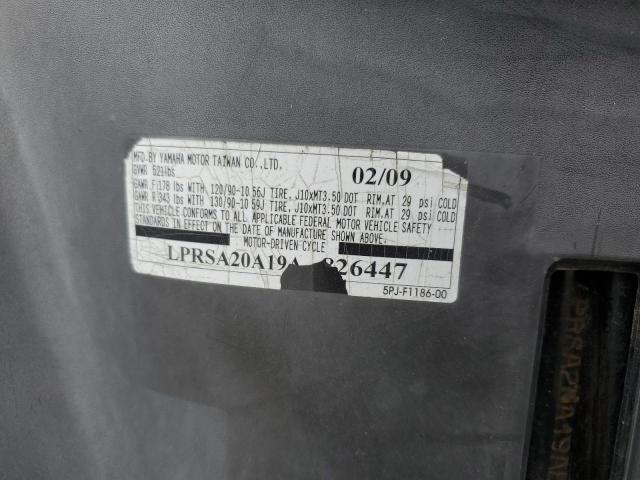 MFD.BY YAMAHA MOTOR TAIWAN CO.,LTD.
02/09
GVWR 521lbs
GAWR F178 lbs WITH 120/90-10 56J TIRE, J10xMT3.50 DOT RIM,AT 29 psi COLD
GAWR R343 lbs WITH 130/90-10 59J TIRE, J10xMT3.50 DOT RIM,AT 29 psi COLD
THIS VEHICLE CONFORMS TO ALL APPLICABLE FEDERAL MOTOR VEHICLE SAFETY
STANDARDS IN EFFECT ON THE DATE OF MANUFACTURE SHOWN ABOVE.
MOTOR-DRIVEN CYCLE
LPRSA20A19A 826447
5PJ-F1186-00
PRSA20A19A